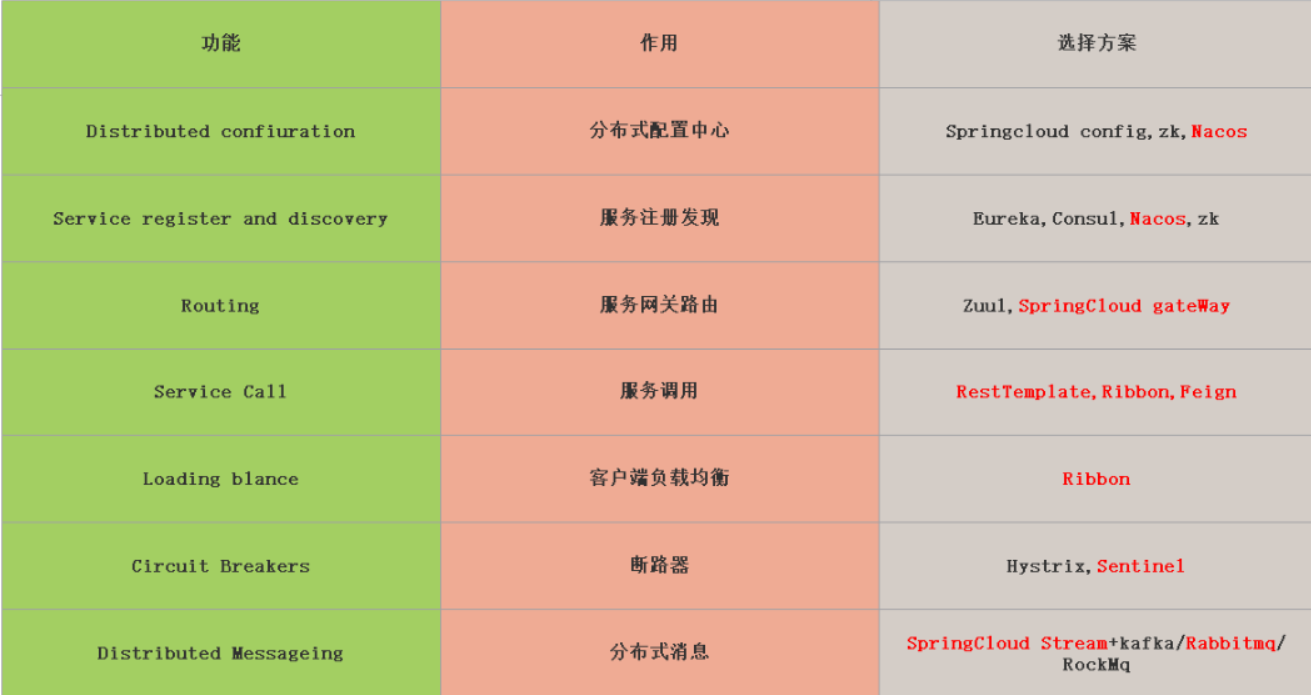 功能 作用 选择方案
Distributed confiuration 分布式配置中心 Springcloud config,zk,Nacos
Service register and discovery 服务注册发现 Eureka,Consul,Nacos,zk
Routing 服务网关路由 Zuul,SpringCloud gateWay
Service Call 服务调用 RestTemplate,Ribbon,Feign
Loading blance 客户端负载均衡 Ribbon
Circuit Breakers 断路器 Hystrix,Sentinel
Distributed Messageing 分布式消息 SpringCloud Stream+kafka/Rabbitmq/
RockMq